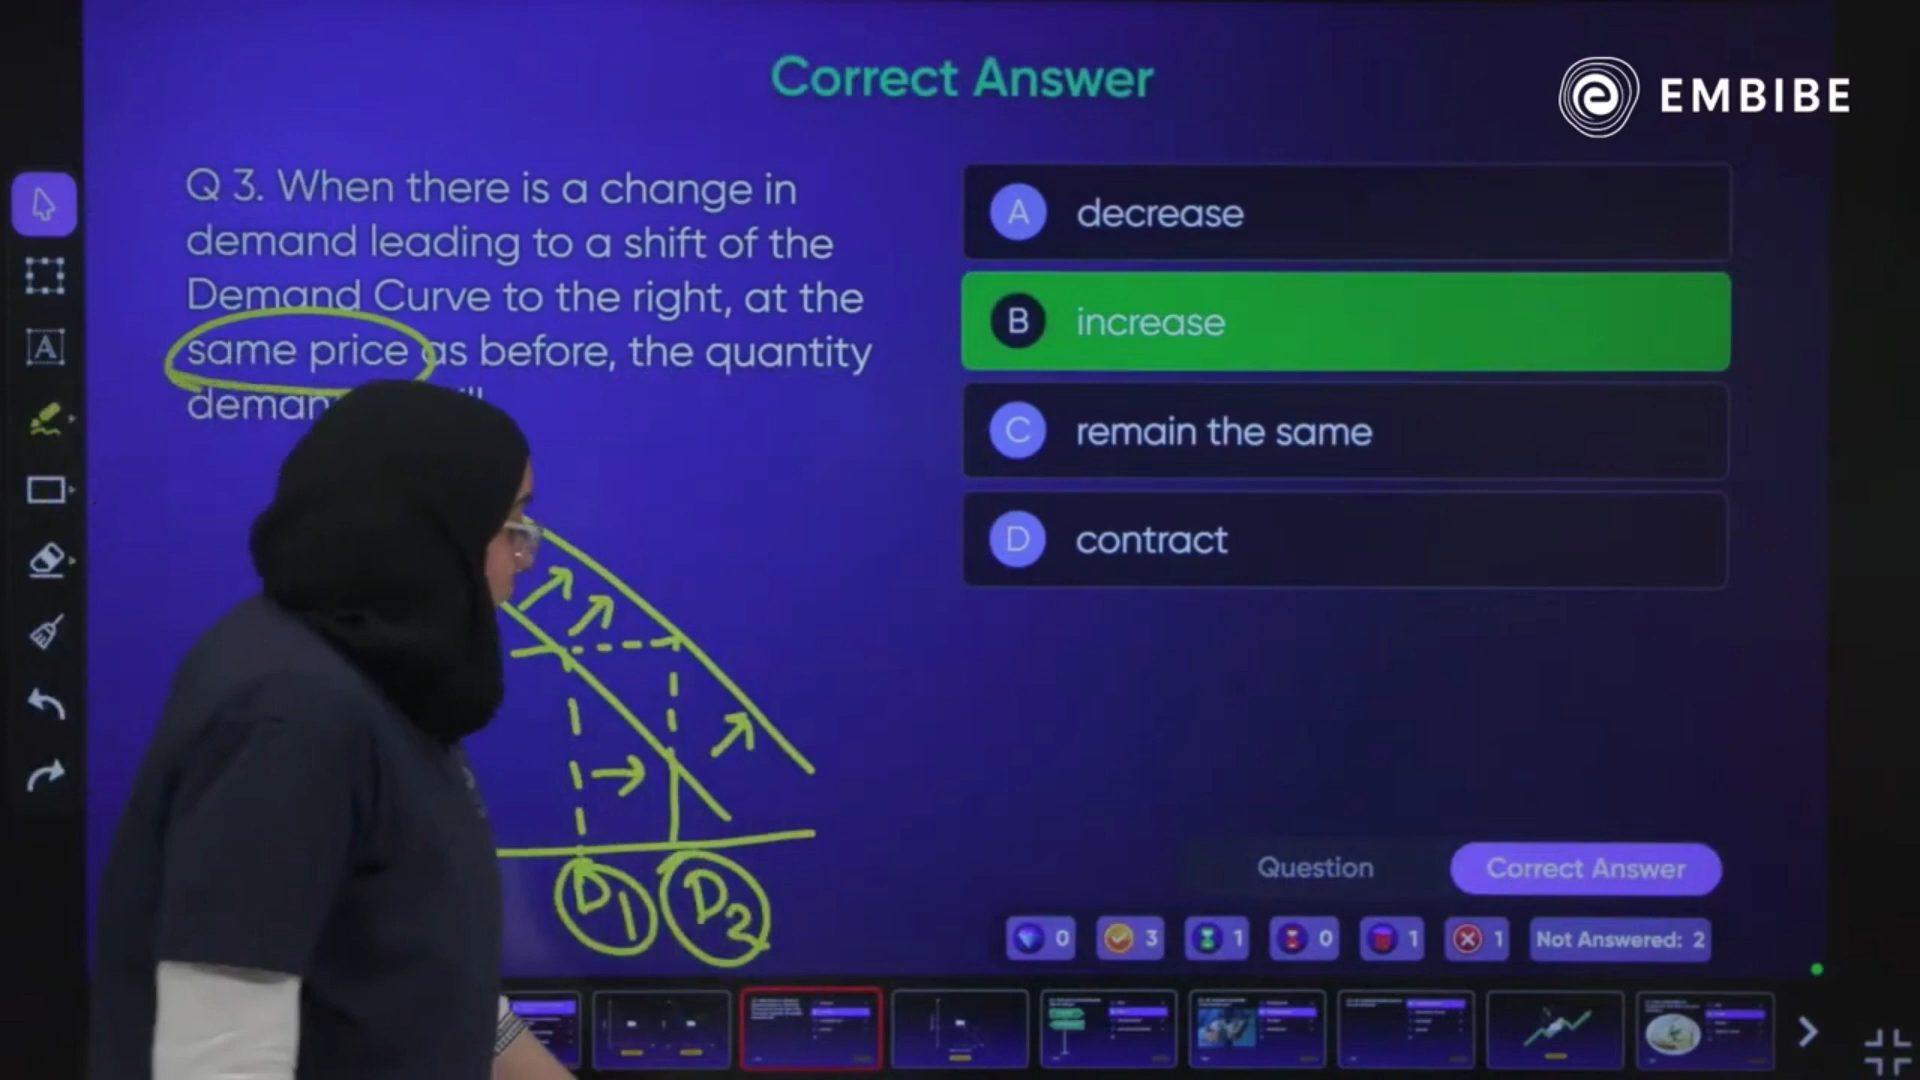 Correct Answer
EMBIBE
Q 3. When there is a change in
demand leading to a shift of the
Demand Curve to the right, at the
same price as before, the quantity
deman
A decrease
B increase
C remain the same
D contract
D1 D2
Question Correct Answer
0 3 1 0 1 1 Not Answered: 2